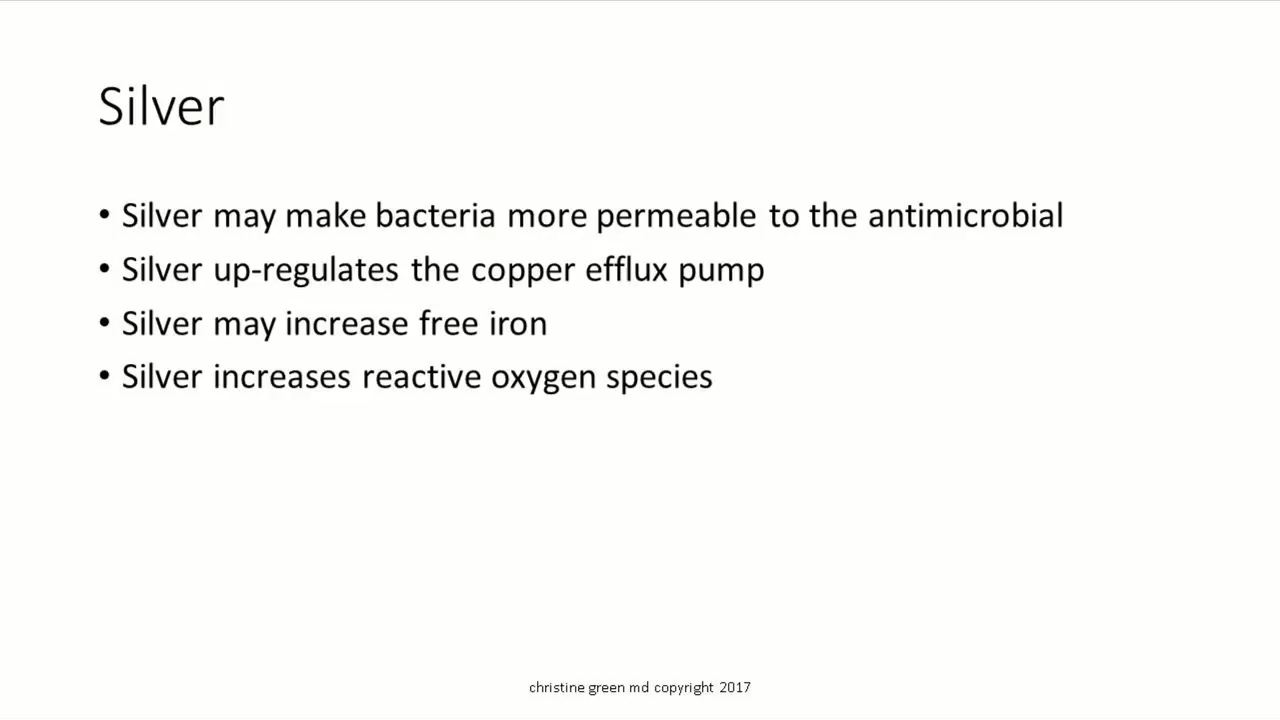 Silver
• Silver may make bacteria more permeable to the antimicrobial
• Silver up-regulates the copper efflux pump
• Silver may increase free iron
• Silver increases reactive oxygen species
christine green md copyright 2017